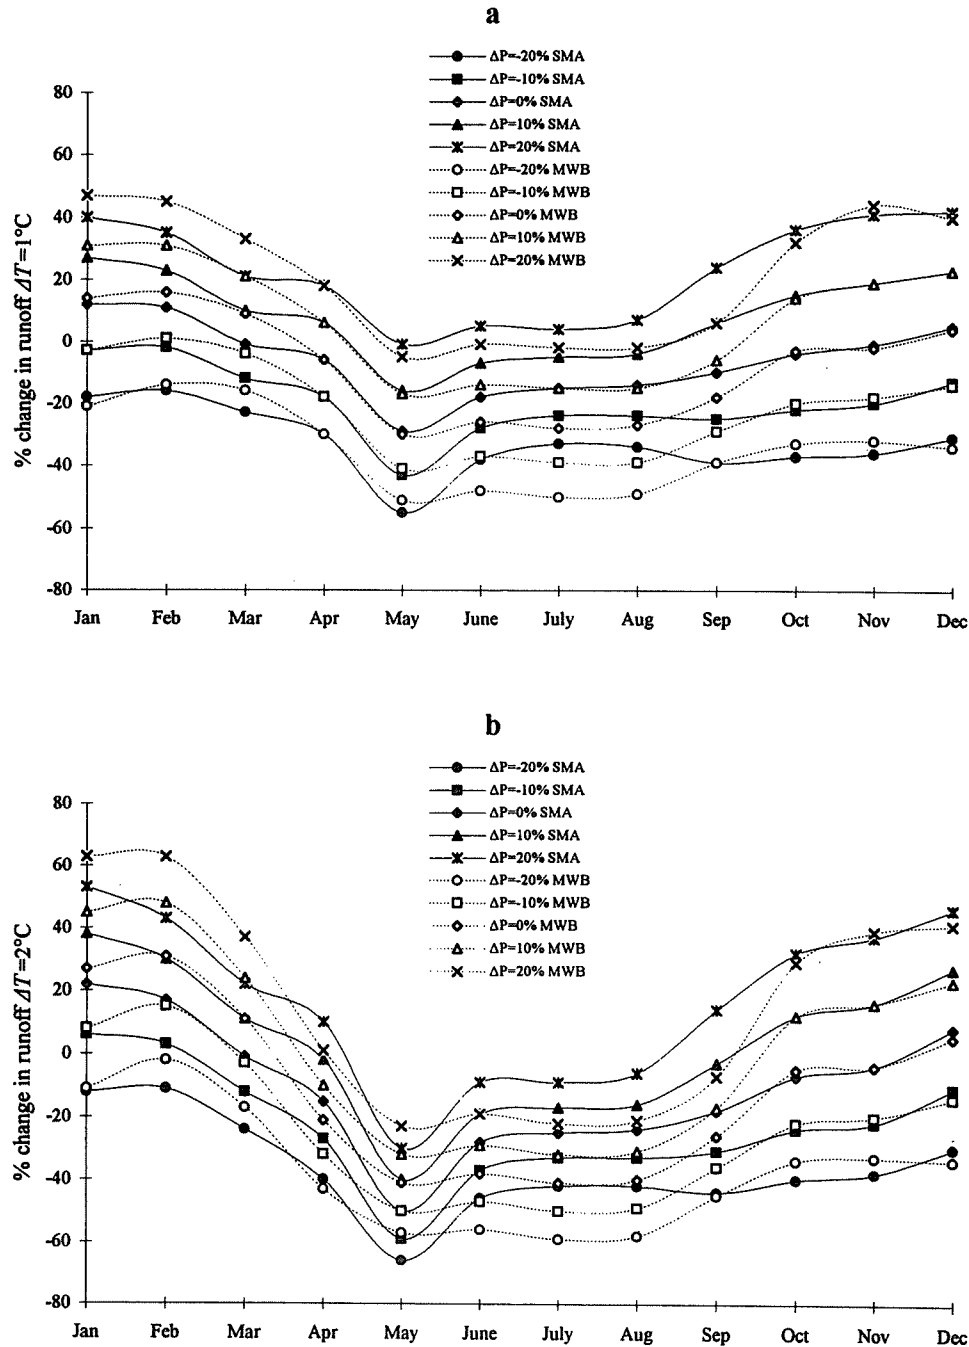 a
ΔP=-20% SMA
ΔP=-10% SMA
ΔP=0% SMA
ΔP=10% SMA
ΔP=20% SMA
ΔP=-20% MWB
ΔP=-10% MWB
ΔP=0% MWB
ΔP=10% MWB
ΔP=20% MWB
% change in runoff ΔT=1°C
80
60
40
20
0
-20
-40
-60
-80
Jan Feb Mar Apr May June July Aug Sep Oct Nov Dec
b
ΔP=-20% SMA
ΔP=-10% SMA
ΔP=0% SMA
ΔP=10% SMA
ΔP=20% SMA
ΔP=-20% MWB
ΔP=-10% MWB
ΔP=0% MWB
ΔP=10% MWB
ΔP=20% MWB
% change in runoff ΔT=2°C
80
60
40
20
0
-20
-40
-60
-80
Jan Feb Mar Apr May June July Aug Sep Oct Nov Dec